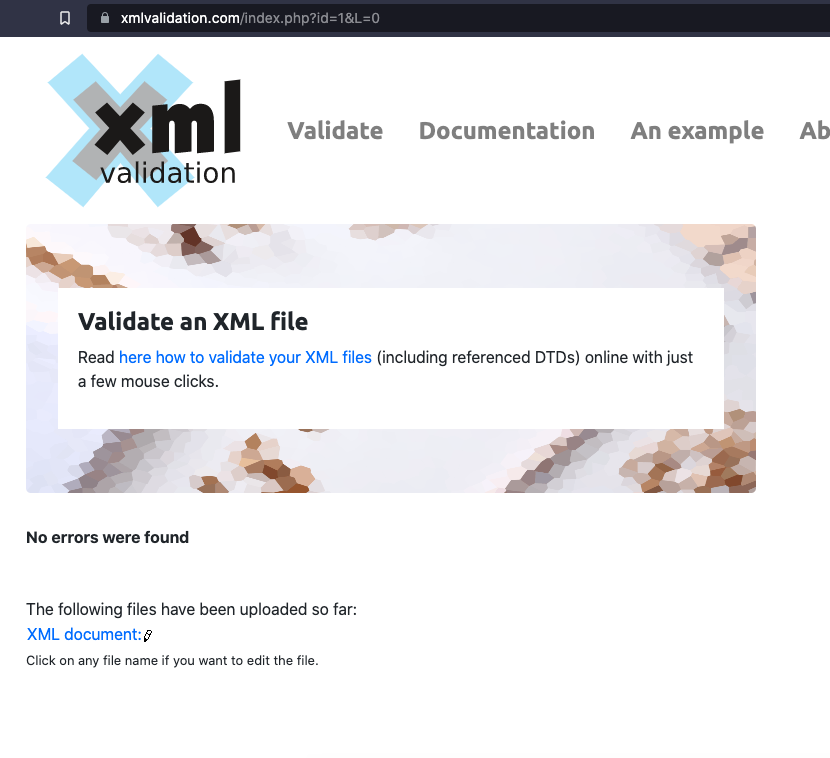 xmlvalidation.com/index.php?id=1&L=0
xml
validation
Validate Documentation An example Ab
Validate an XML file
Read here how to validate your XML files (including referenced DTDs) online with just
a few mouse clicks.
No errors were found
The following files have been uploaded so far:
XML document:
Click on any file name if you want to edit the file.